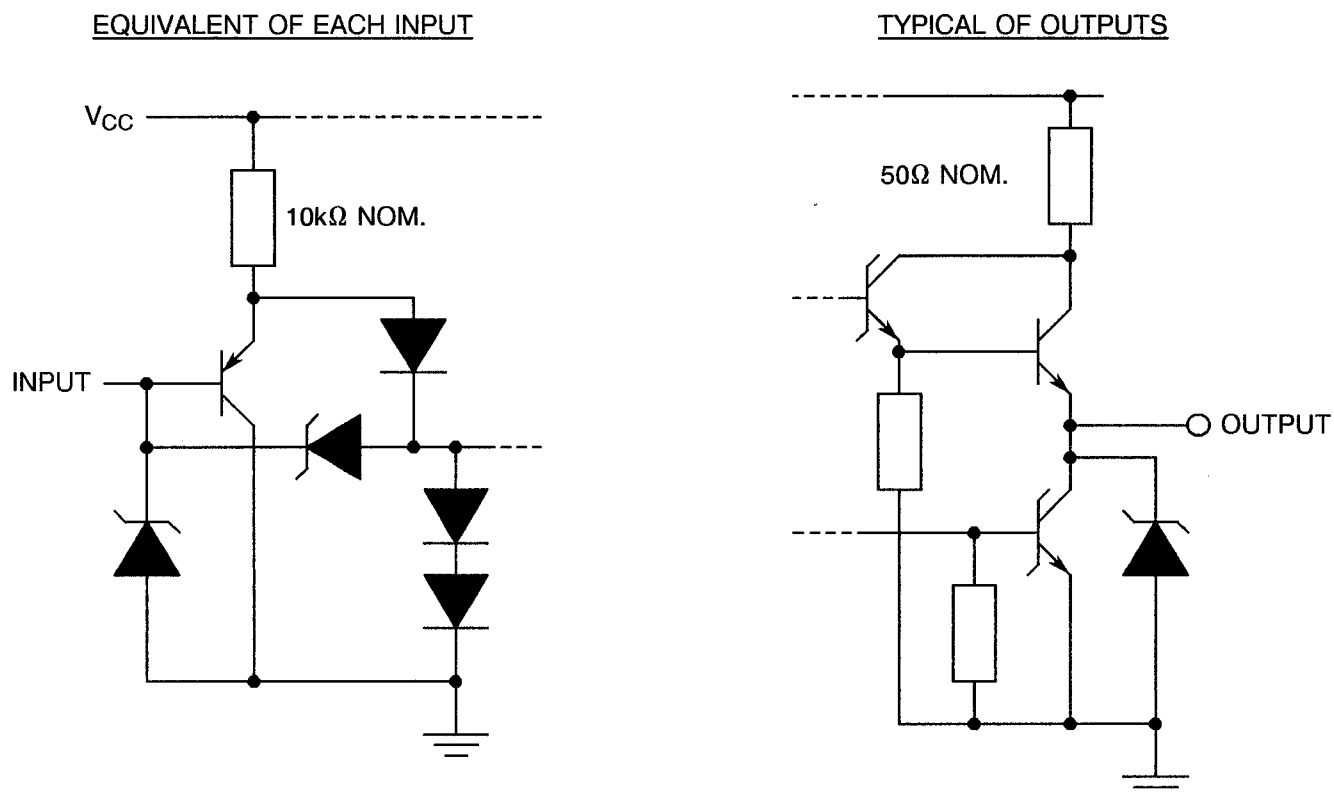 EQUIVALENT OF EACH INPUT
TYPICAL OF OUTPUTS
VCC
10kΩ NOM.
50Ω NOM.
INPUT
OUTPUT